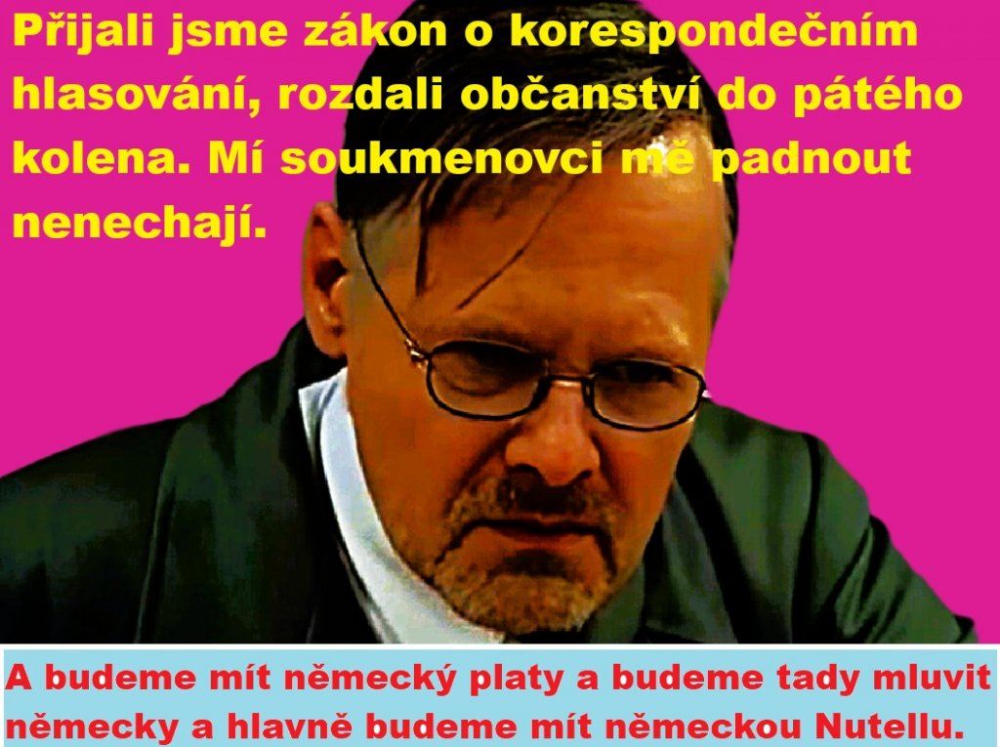 Přijali jsme zákon o korespondečním
hlasování, rozdali občanství do pátého
kolena. Mí soukmenovci mě padnout
nenechají.
A budeme mít německý platy a budeme tady mluvit
německy a hlavně budeme mít německou Nutellu.